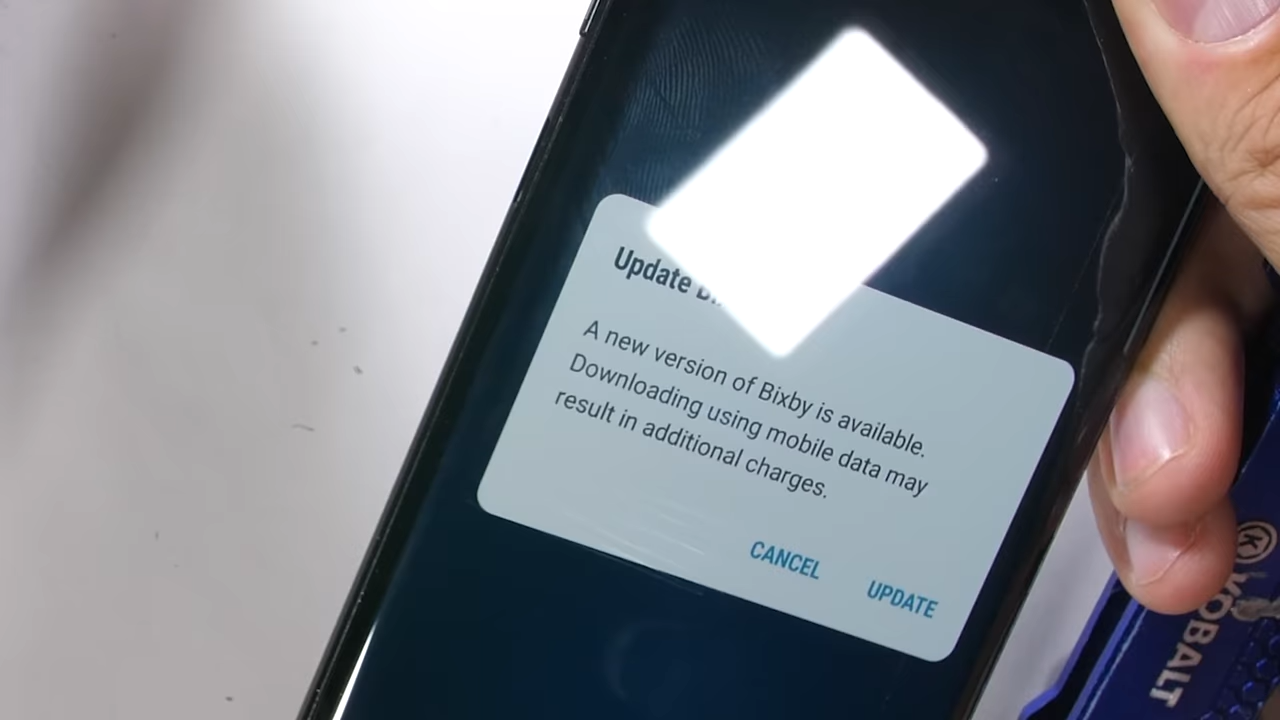 Update
A new version of Bixby is available.
Downloading using mobile data may
result in additional charges.
CANCEL
UPDATE
KOBALT